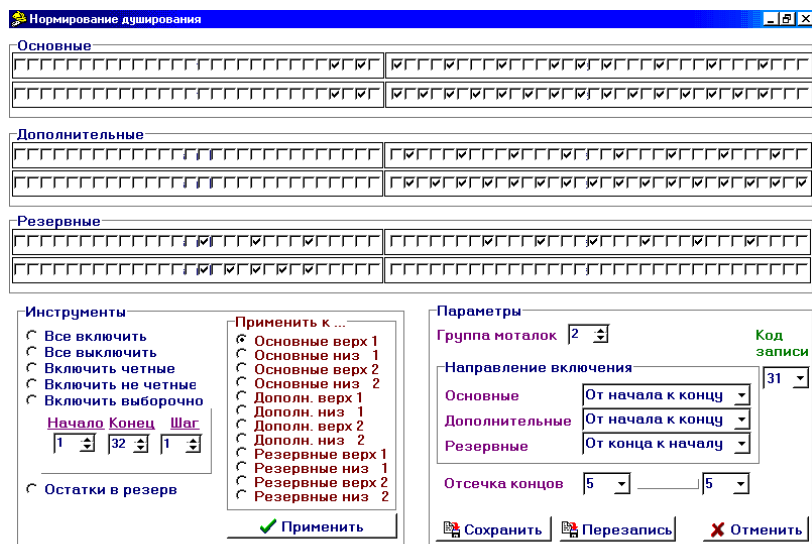 Нормирование душирования
Основные
Дополнительные
Резервные
Инструменты
Все включить
Все выключить
Включить четные
Включить не четные
Включить выборочно
Начало Конец Шаг
1 32 1
Остатки в резерв
Применить к ...
Основные верх 1
Основные низ 1
Основные верх 2
Основные низ 2
Дополн. верх 1
Дополн. низ 1
Дополн. верх 2
Дополн. низ 2
Резервные верх 1
Резервные низ 1
Резервные верх 2
Резервные низ 2
Применить
Параметры
Группа моталок 2
Код
записи
31
Направление включения
Основные От начала к концу
Дополнительные От начала к концу
Резервные От конца к началу
Отсечка концов 5 5
Сохранить Перезапись Отменить